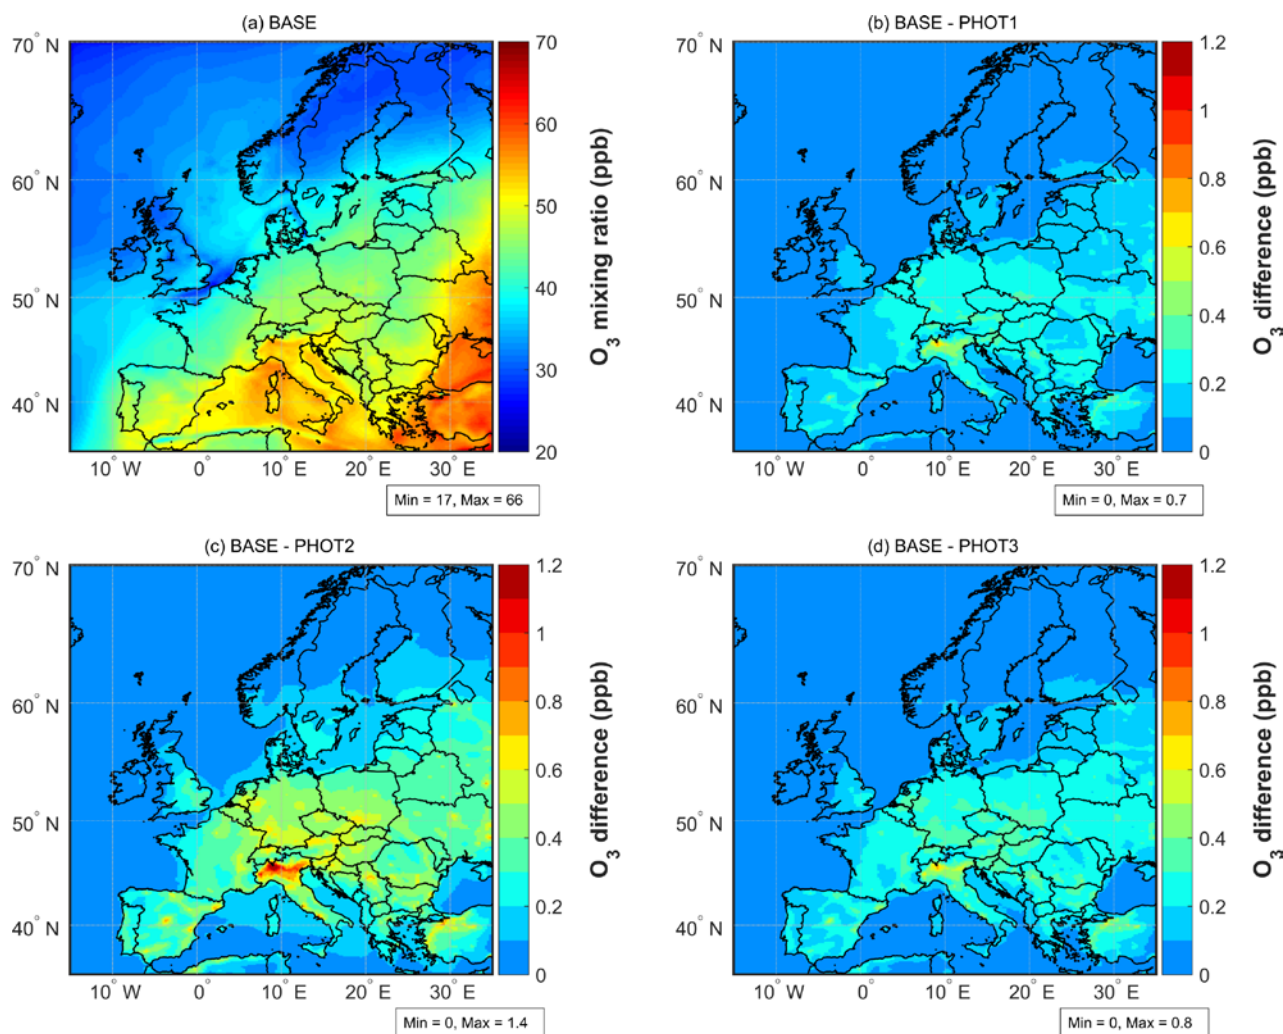 (a) BASE
70° N
60° N
50° N
40° N
10° W
0°
10° E
20° E
30° E
70
60
50
40
30
20
O3 mixing ratio (ppb)
Min = 17, Max = 66
(b) BASE - PHOT1
70° N
60° N
50° N
40° N
10° W
0°
10° E
20° E
30° E
1.2
1
0.8
0.6
0.4
0.2
0
O3 difference (ppb)
Min = 0, Max = 0.7
(c) BASE - PHOT2
70° N
60° N
50° N
40° N
10° W
0°
10° E
20° E
30° E
1.2
1
0.8
0.6
0.4
0.2
0
O3 difference (ppb)
Min = 0, Max = 1.4
(d) BASE - PHOT3
70° N
60° N
50° N
40° N
10° W
0°
10° E
20° E
30° E
1.2
1
0.8
0.6
0.4
0.2
0
O3 difference (ppb)
Min = 0, Max = 0.8